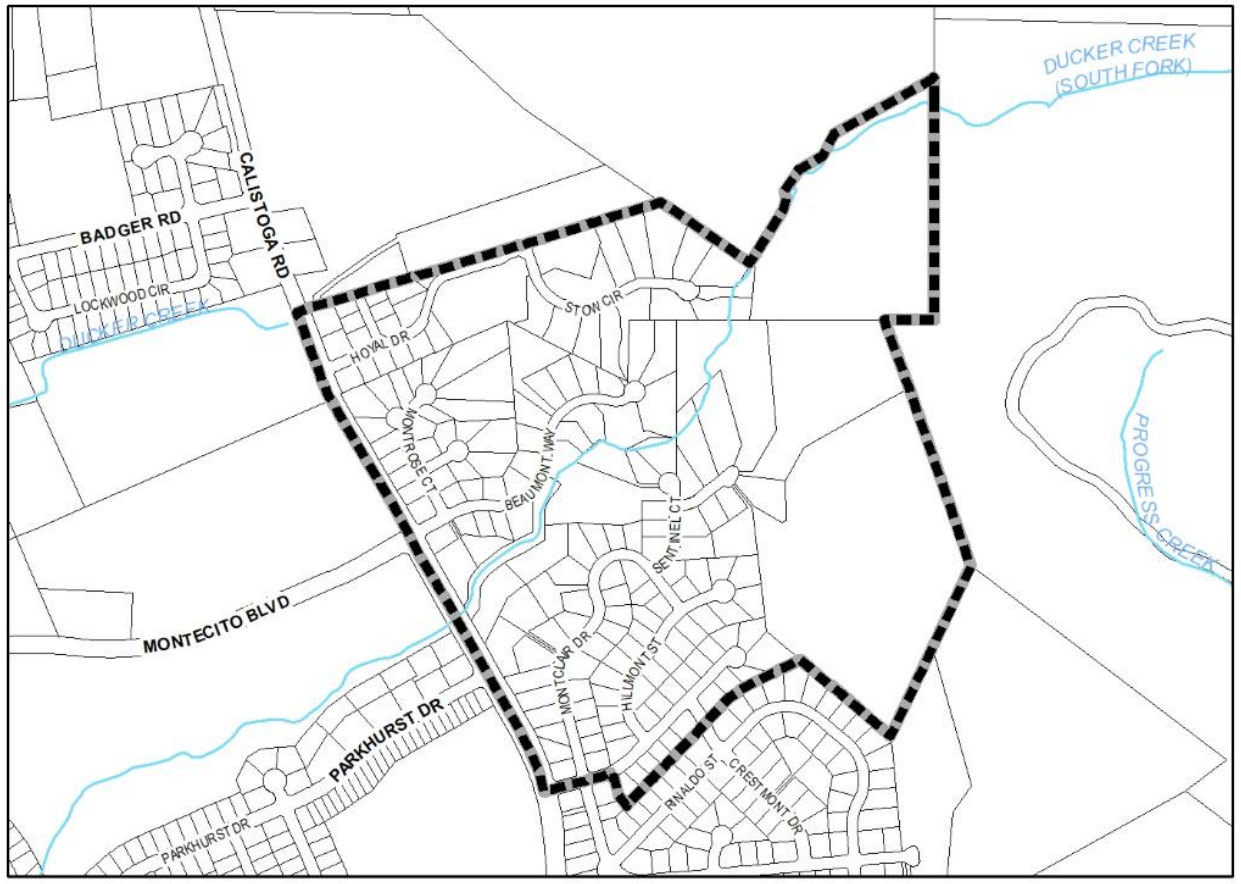 DUCKER CREEK
(SOUTH FORK)
CALISTOGA RD
BADGER RD
LOCKWOOD CIR
DUCKER CREEK
STOW CIR
HOYAL DR
MONTROSE CT
BEAUMONT WAY
PROGRESS CREEK
SENTINEL CT
MONTECITO BLVD
MONTCLAIR DR
HILLMONT ST
PARKHURST DR
RINALDO ST
CRESTMONT DR
PARKHURST DR